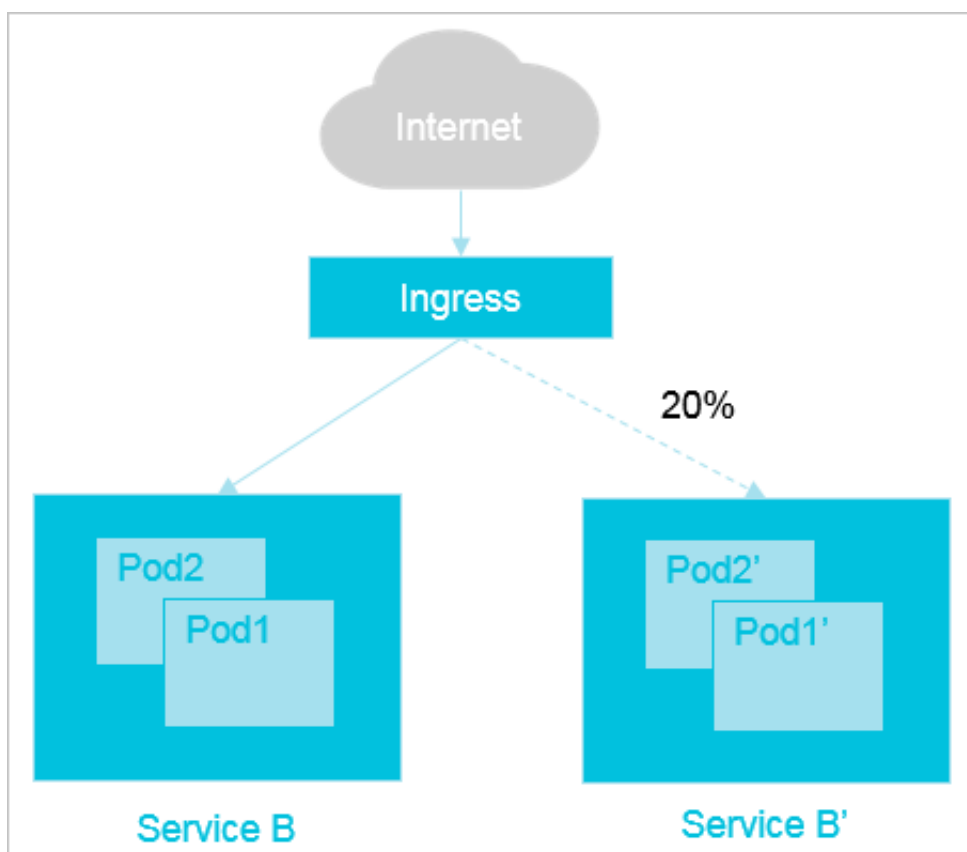 Internet
Ingress
20%
Pod2
Pod1
Pod2’
Pod1’
Service B
Service B’